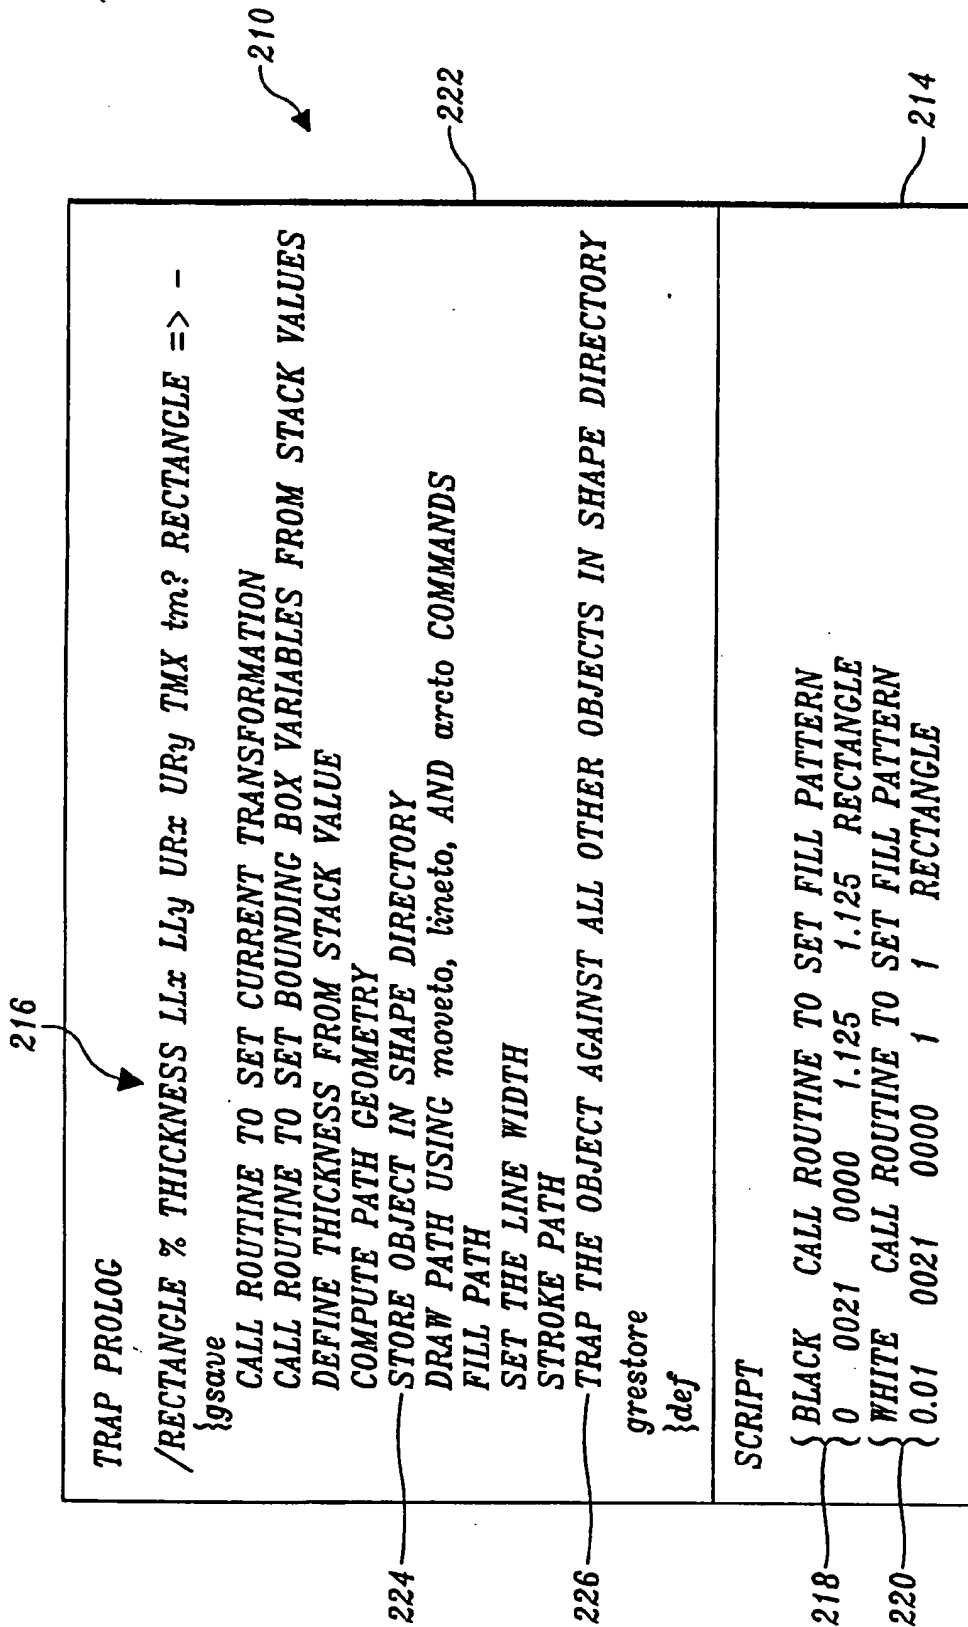 210
216
TRAP PROLOG
222
/RECTANGLE % THICKNESS LLx LLy URx URy TMX tm? RECTANGLE => -
}gsave
CALL ROUTINE TO SET CURRENT TRANSFORMATION
CALL ROUTINE TO SET BOUNDING BOX VARIABLES FROM STACK VALUES
DEFINE THICKNESS FROM STACK VALUE
COMPUTE PATH GEOMETRY
224 STORE OBJECT IN SHAPE DIRECTORY
DRAW PATH USING moveto, lineto, AND arcto COMMANDS
FILL PATH
SET THE LINE WIDTH
STROKE PATH
226 TRAP THE OBJECT AGAINST ALL OTHER OBJECTS IN SHAPE DIRECTORY
grestore
}def
SCRIPT
214
218 { BLACK CALL ROUTINE TO SET FILL PATTERN
0 0021 0000 1.125 1.125 RECTANGLE
220 { WHITE CALL ROUTINE TO SET FILL PATTERN
0.01 0021 0000 1 1 RECTANGLE